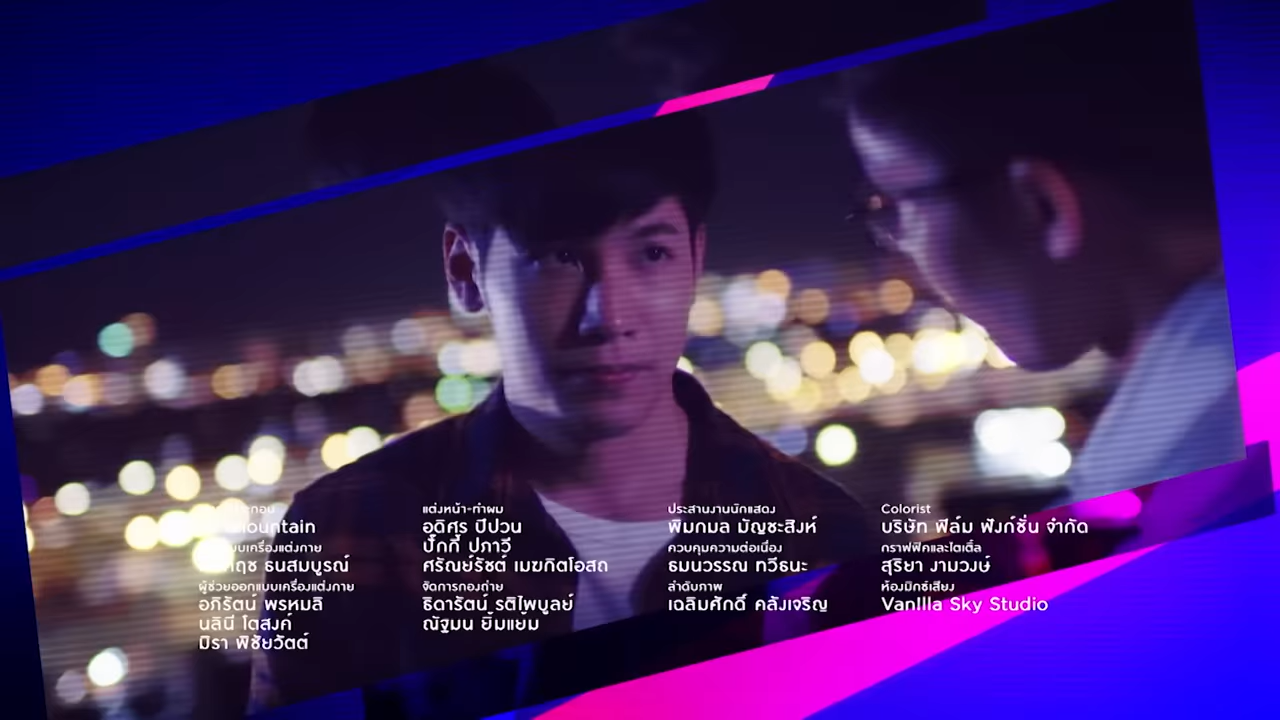 ountain
ธนสมบูรณ์
ผู้ช่วยออกแบบเครื่องแต่งกาย
อภิรัตน์ พรหมลิ
นลินี โตสงค์
มิรา พิชัยวัตต์
แต่งหน้า-ทำผม
อดิศร ปีปวน
ปักกี้ ปภาวี
ศรัณย์รัชต์ เมฆกิตโอสถ
จัดการกองถ่าย
ธิดารัตน์ รติไพบูลย์
ณัฐมน ยิ้มแย้ม
ประสานงานนักแสดง
พิมกมล มัญชะสิงห์
ควบคุมความต่อเนื่อง
ธมนวรรณ ทวีธนะ
ลำดับภาพ
เฉลิมศักดิ์ คลังเจริญ
Colorist
บริษัท ฟิล์ม ฟังก์ชั่น จำกัด
กราฟฟิคและไตเติ้ล
สุริยา งามวงษ์
ห้องมิกซ์เสียง
Vanilla Sky Studio